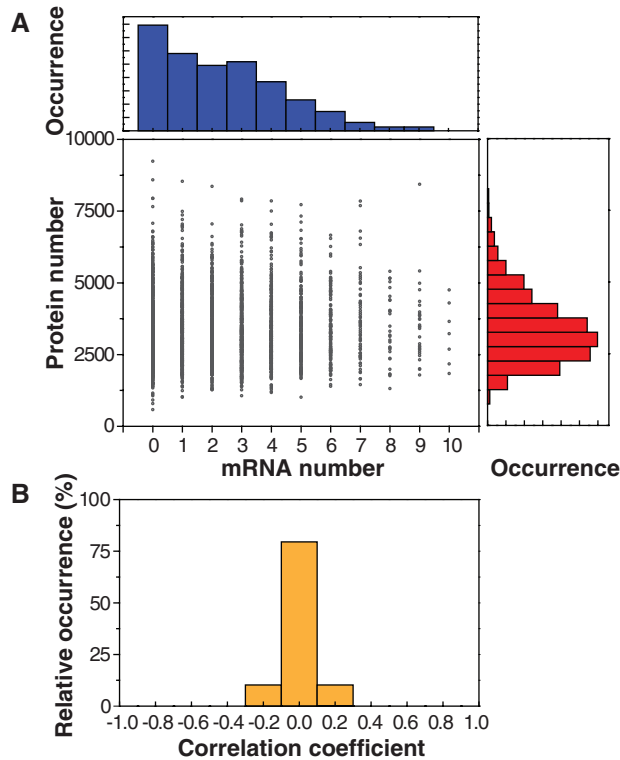 A
Occurrence
10000
7500
5000
2500
0
Protein number
0 1 2 3 4 5 6 7 8 9 10
mRNA number
Occurrence
B
Relative occurrence (%)
100
75
50
25
0
-1.0 -0.8 -0.6 -0.4 -0.2 0.0 0.2 0.4 0.6 0.8 1.0
Correlation coefficient